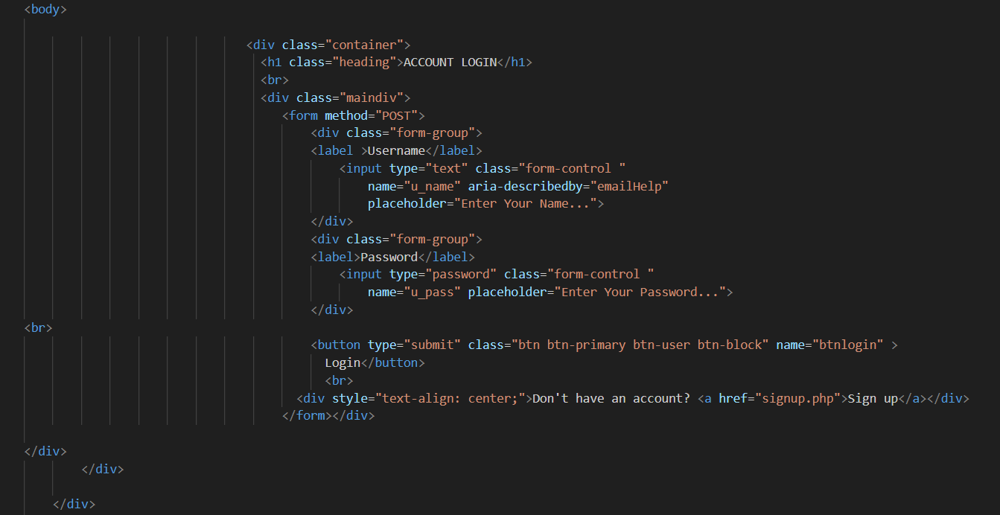 <body>
<div class="container">
<h1 class="heading">ACCOUNT LOGIN</h1>
<br>
<div class="maindiv">
<form method="POST">
<div class="form-group">
<label >Username</label>
<input type="text" class="form-control "
name="u_name" aria-describedby="emailHelp"
placeholder="Enter Your Name...">
</div>
<div class="form-group">
<label>Password</label>
<input type="password" class="form-control "
name="u_pass" placeholder="Enter Your Password...">
</div>
<br>
<button type="submit" class="btn btn-primary btn-user btn-block" name="btnlogin" >
Login</button>
<br>
<div style="text-align: center;">Don't have an account? <a href="signup.php">Sign up</a></div>
</form></div>
</div>
</div>
</div>